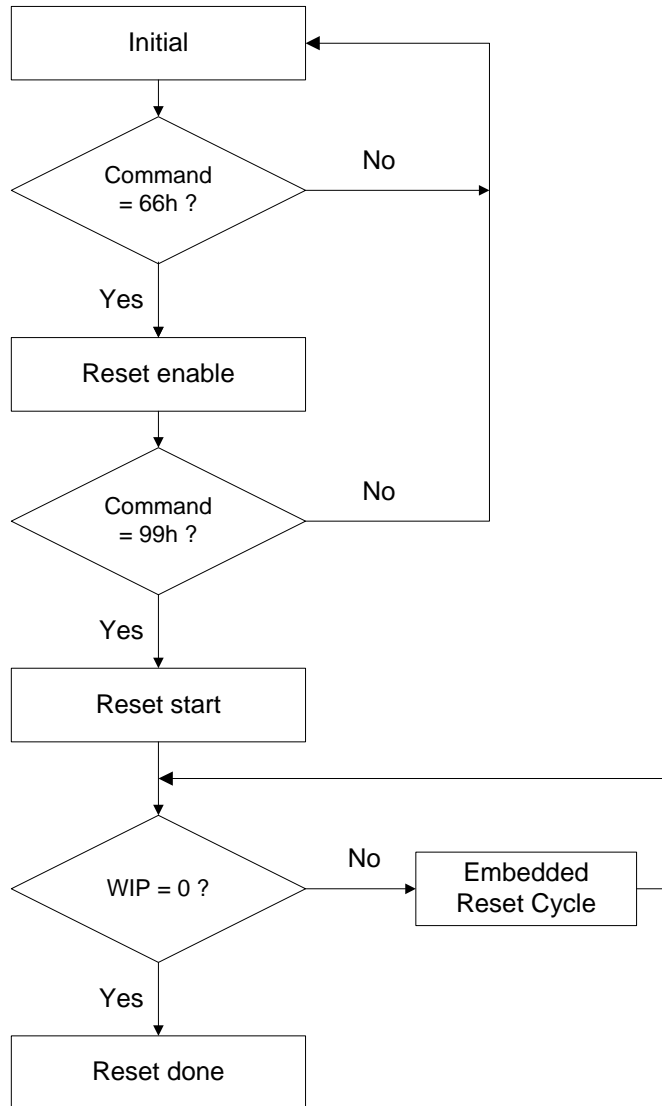 Initial
Command
= 66h ?
No
Yes
Reset enable
Command
= 99h ?
No
Yes
Reset start
WIP = 0 ?
No
Embedded
Reset Cycle
Yes
Reset done